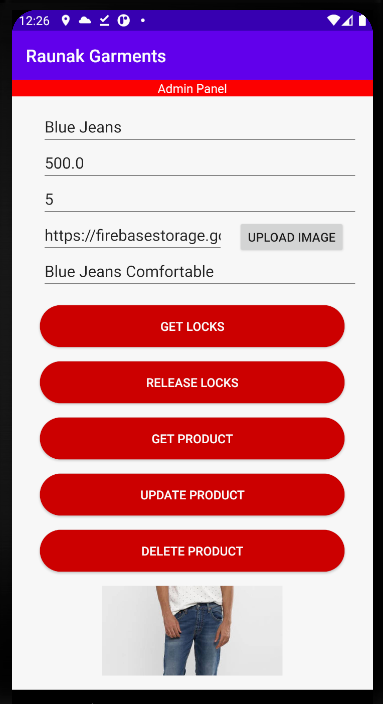 12:26
Raunak Garments
Admin Panel
Blue Jeans
500.0
5
https://firebasestorage.gc UPLOAD IMAGE
Blue Jeans Comfortable
GET LOCKS
RELEASE LOCKS
GET PRODUCT
UPDATE PRODUCT
DELETE PRODUCT